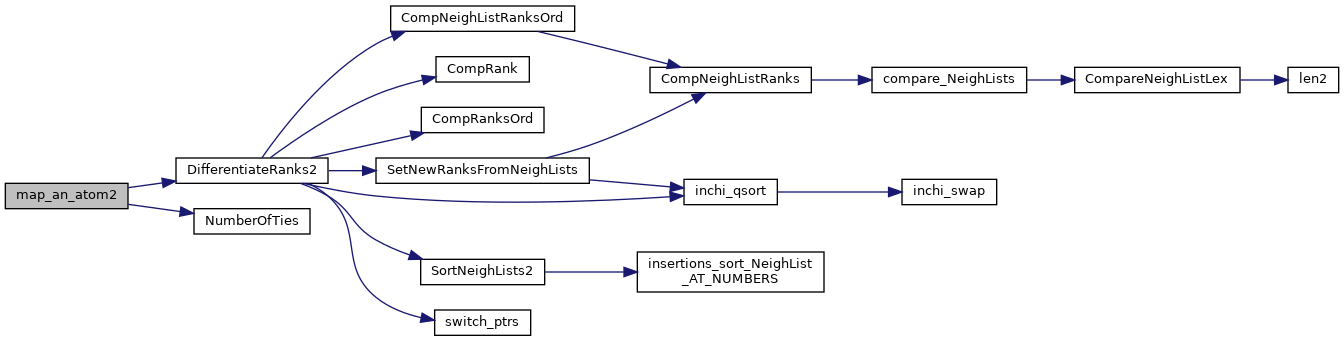 map_an_atom2
DifferentiateRanks2
NumberOfTies
CompNeighListRanksOrd
CompRank
CompRanksOrd
SetNewRanksFromNeighLists
SortNeighLists2
switch_ptrs
CompNeighListRanks
inchi_qsort
insertions_sort_NeighList
_AT_NUMBERS
compare_NeighLists
inchi_swap
CompareNeighListLex
len2